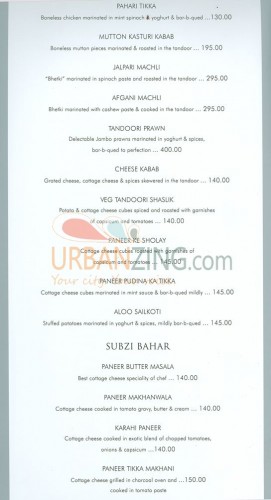 PAHARI TIKKA
Boneless chicken marinated in mint spinach & yoghurt & bar-b-qued ... 130.00
MUTTON KASTURI KABAB
Boneless mutton pieces marinated & roasted in the tandoor ... 195.00
JALPARI MACHLI
"Bhetki" marinated in spinach paste and roasted in the tandoor ... 295.00
AFGANI MACHLI
"Bhetki" marinated with cashew paste & cooked in the tandoor ... 295.00
TANDOORI PRAWN
Delectable Jambo prawns marinated in yoghurt & spices,
bar-b-qued to perfection ... 400.00
CHEESE KABAB
Grated cheese, cottage cheese & spices skewered in the tandoor ... 140.00
VEG TANDOORI SHASLIK
Potato & cottage cheese cubes spiced and roasted with garnishes
of capsicum and tomatoes ... 140.00
PANEER KE SHOLAY
Cottage cheese cubes roasted with garnishes of
capsicum and tomatoes ... 145.00
URBANZING.com
Your city
PANEER PUDINA KA TIKKA
Cottage cheese cubes marinated in mint sauce & bar-b-qued mildly ... 145.00
ALOO SAILKOTI
Stuffed potatoes marinated in yoghurt & spices, mildly bar-b-qued ... 145.00
SUBZI BAHAR
PANEER BUTTER MASALA
Best cottage cheese speciality of chef ... 140.00
PANEER MAKHANWALA
Cottage cheese cooked in tomato gravy, butter & cream ... 140.00
KARAHI PANEER
Cottage cheese cooked in exotic blend of chopped tomatoes,
onions & capsicum ... 140.00
PANEER TIKKA MAKHANI
Cottage cheese grilled in charcoal oven and ...150.00
cooked in tomato paste